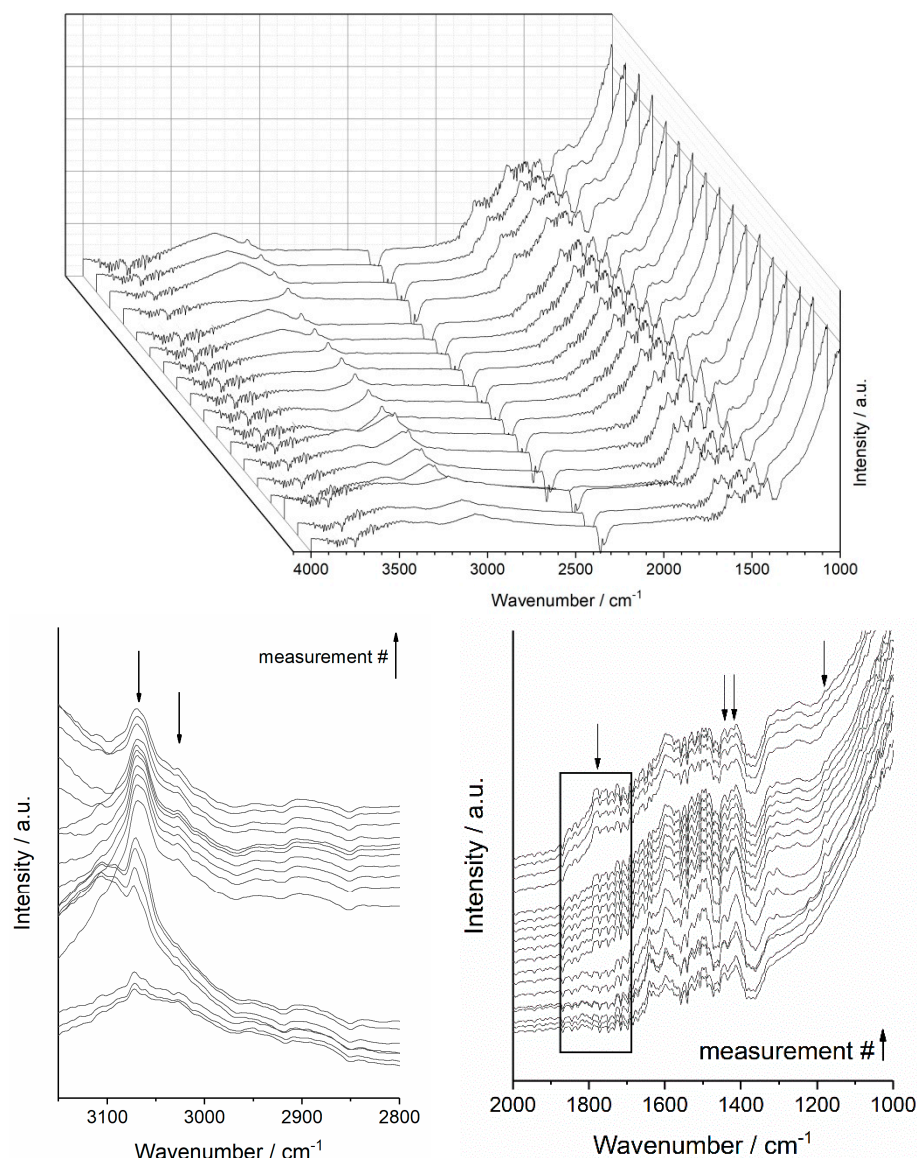 Intensity / a.u.
4000 3500 3000 2500 2000 1500 1000
Wavenumber / cm⁻¹
measurement #
Intensity / a.u.
3100 3000 2900 2800
Wavenumber / cm⁻¹
Intensity / a.u.
measurement #
2000 1800 1600 1400 1200 1000
Wavenumber / cm⁻¹